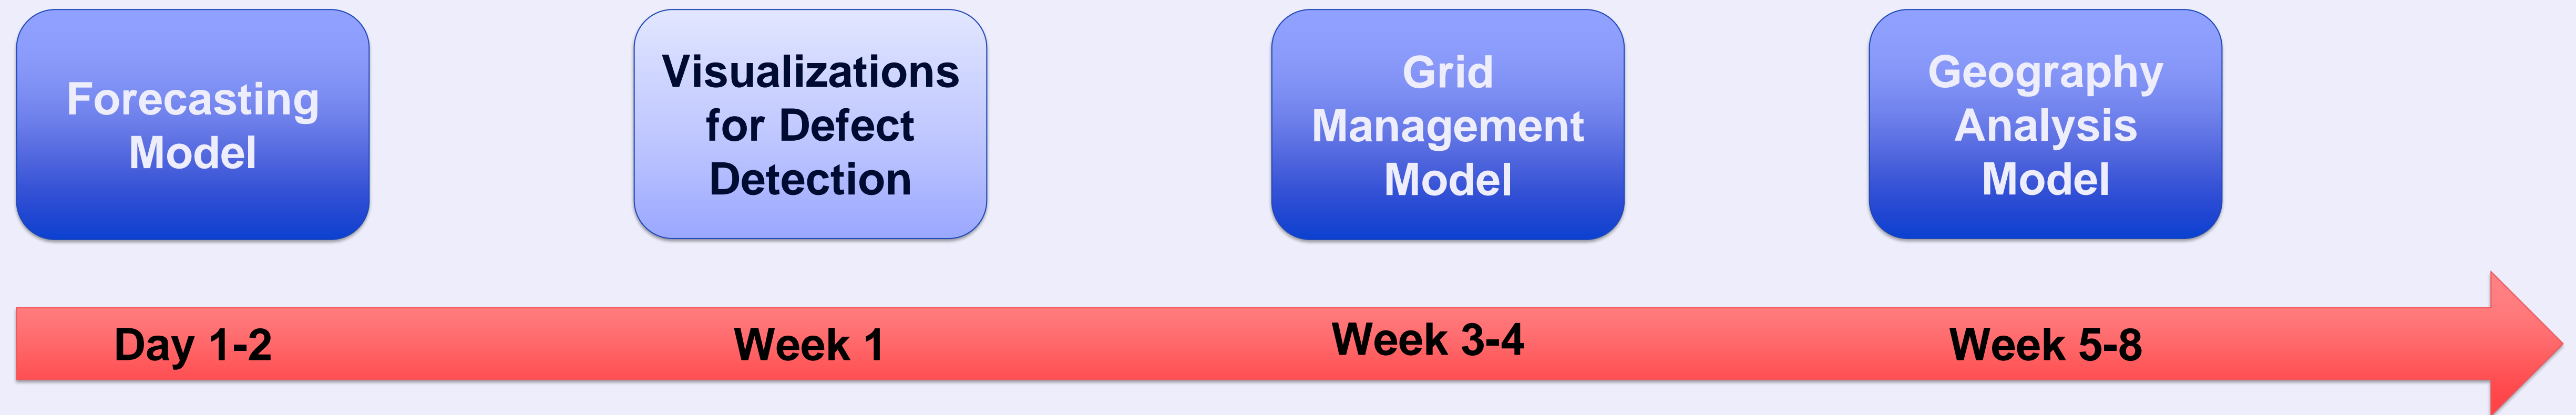 Forecasting
Model
Visualizations
for Defect
Detection
Grid
Management
Model
Geography
Analysis
Model
Day 1-2
Week 1
Week 3-4
Week 5-8